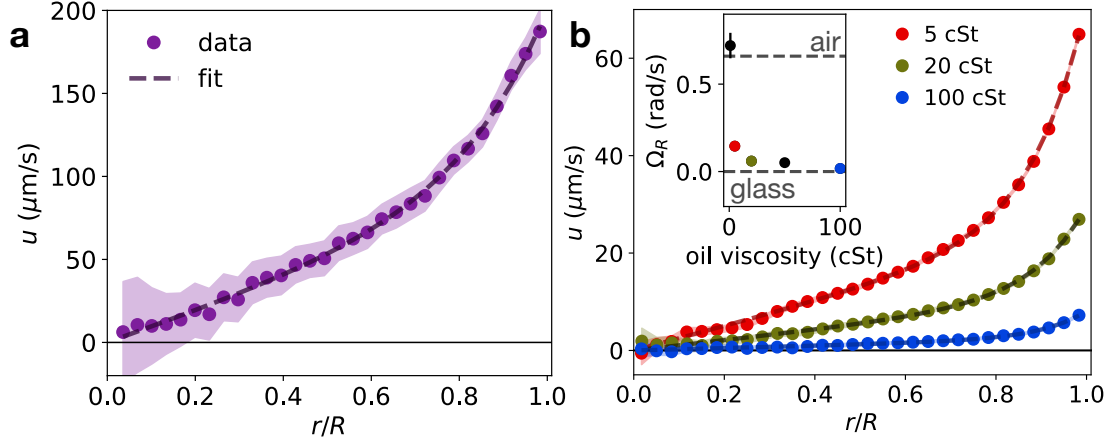 a
data
fit
u (μm/s)
200
150
100
50
0
0.0 0.2 0.4 0.6 0.8 1.0
r/R
b
5 cSt
20 cSt
100 cSt
u (μm/s)
60
40
20
0
0.0 0.2 0.4 0.6 0.8 1.0
r/R
air
glass
Ω_R (rad/s)
0.5
0.0
0 100
oil viscosity (cSt)